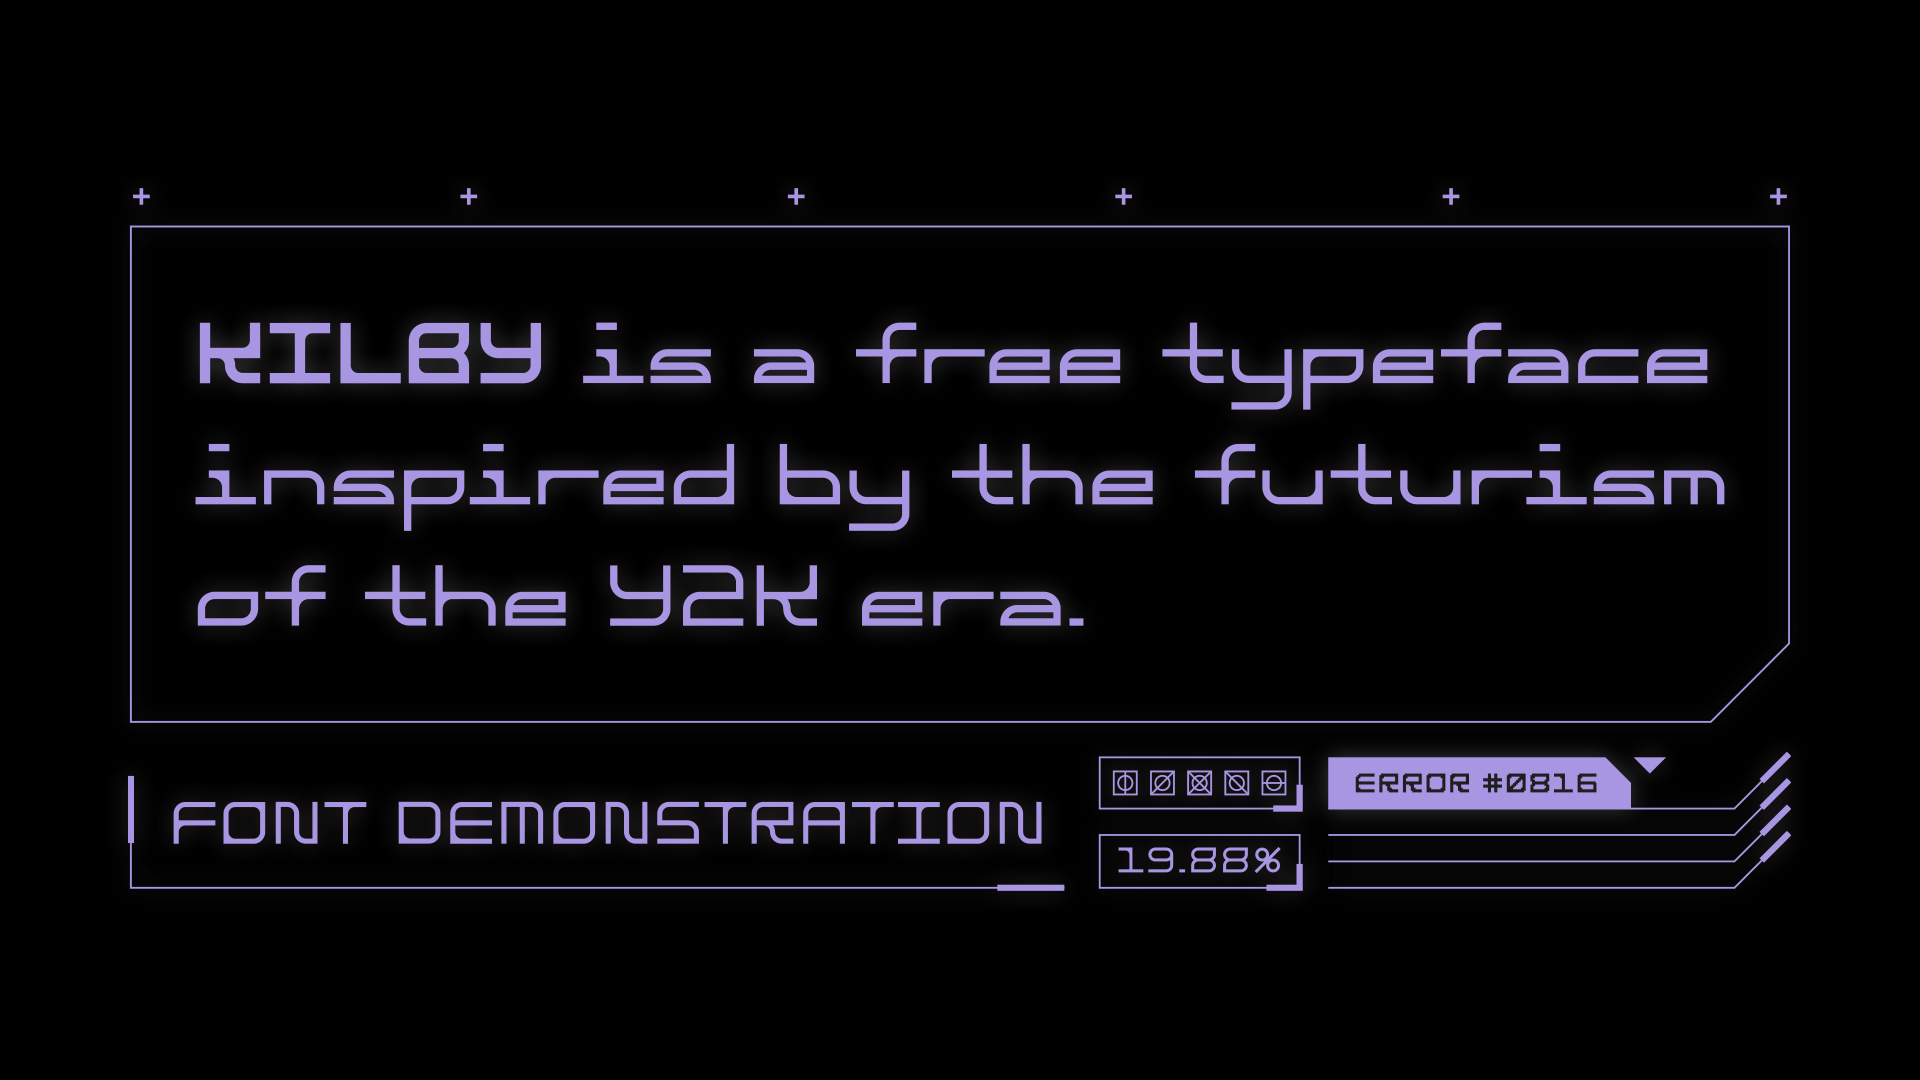 KILBY is a free typeface
inspired by the futurism
of the Y2K era.
FONT DEMONSTRATION
ERROR #0816
19.88%